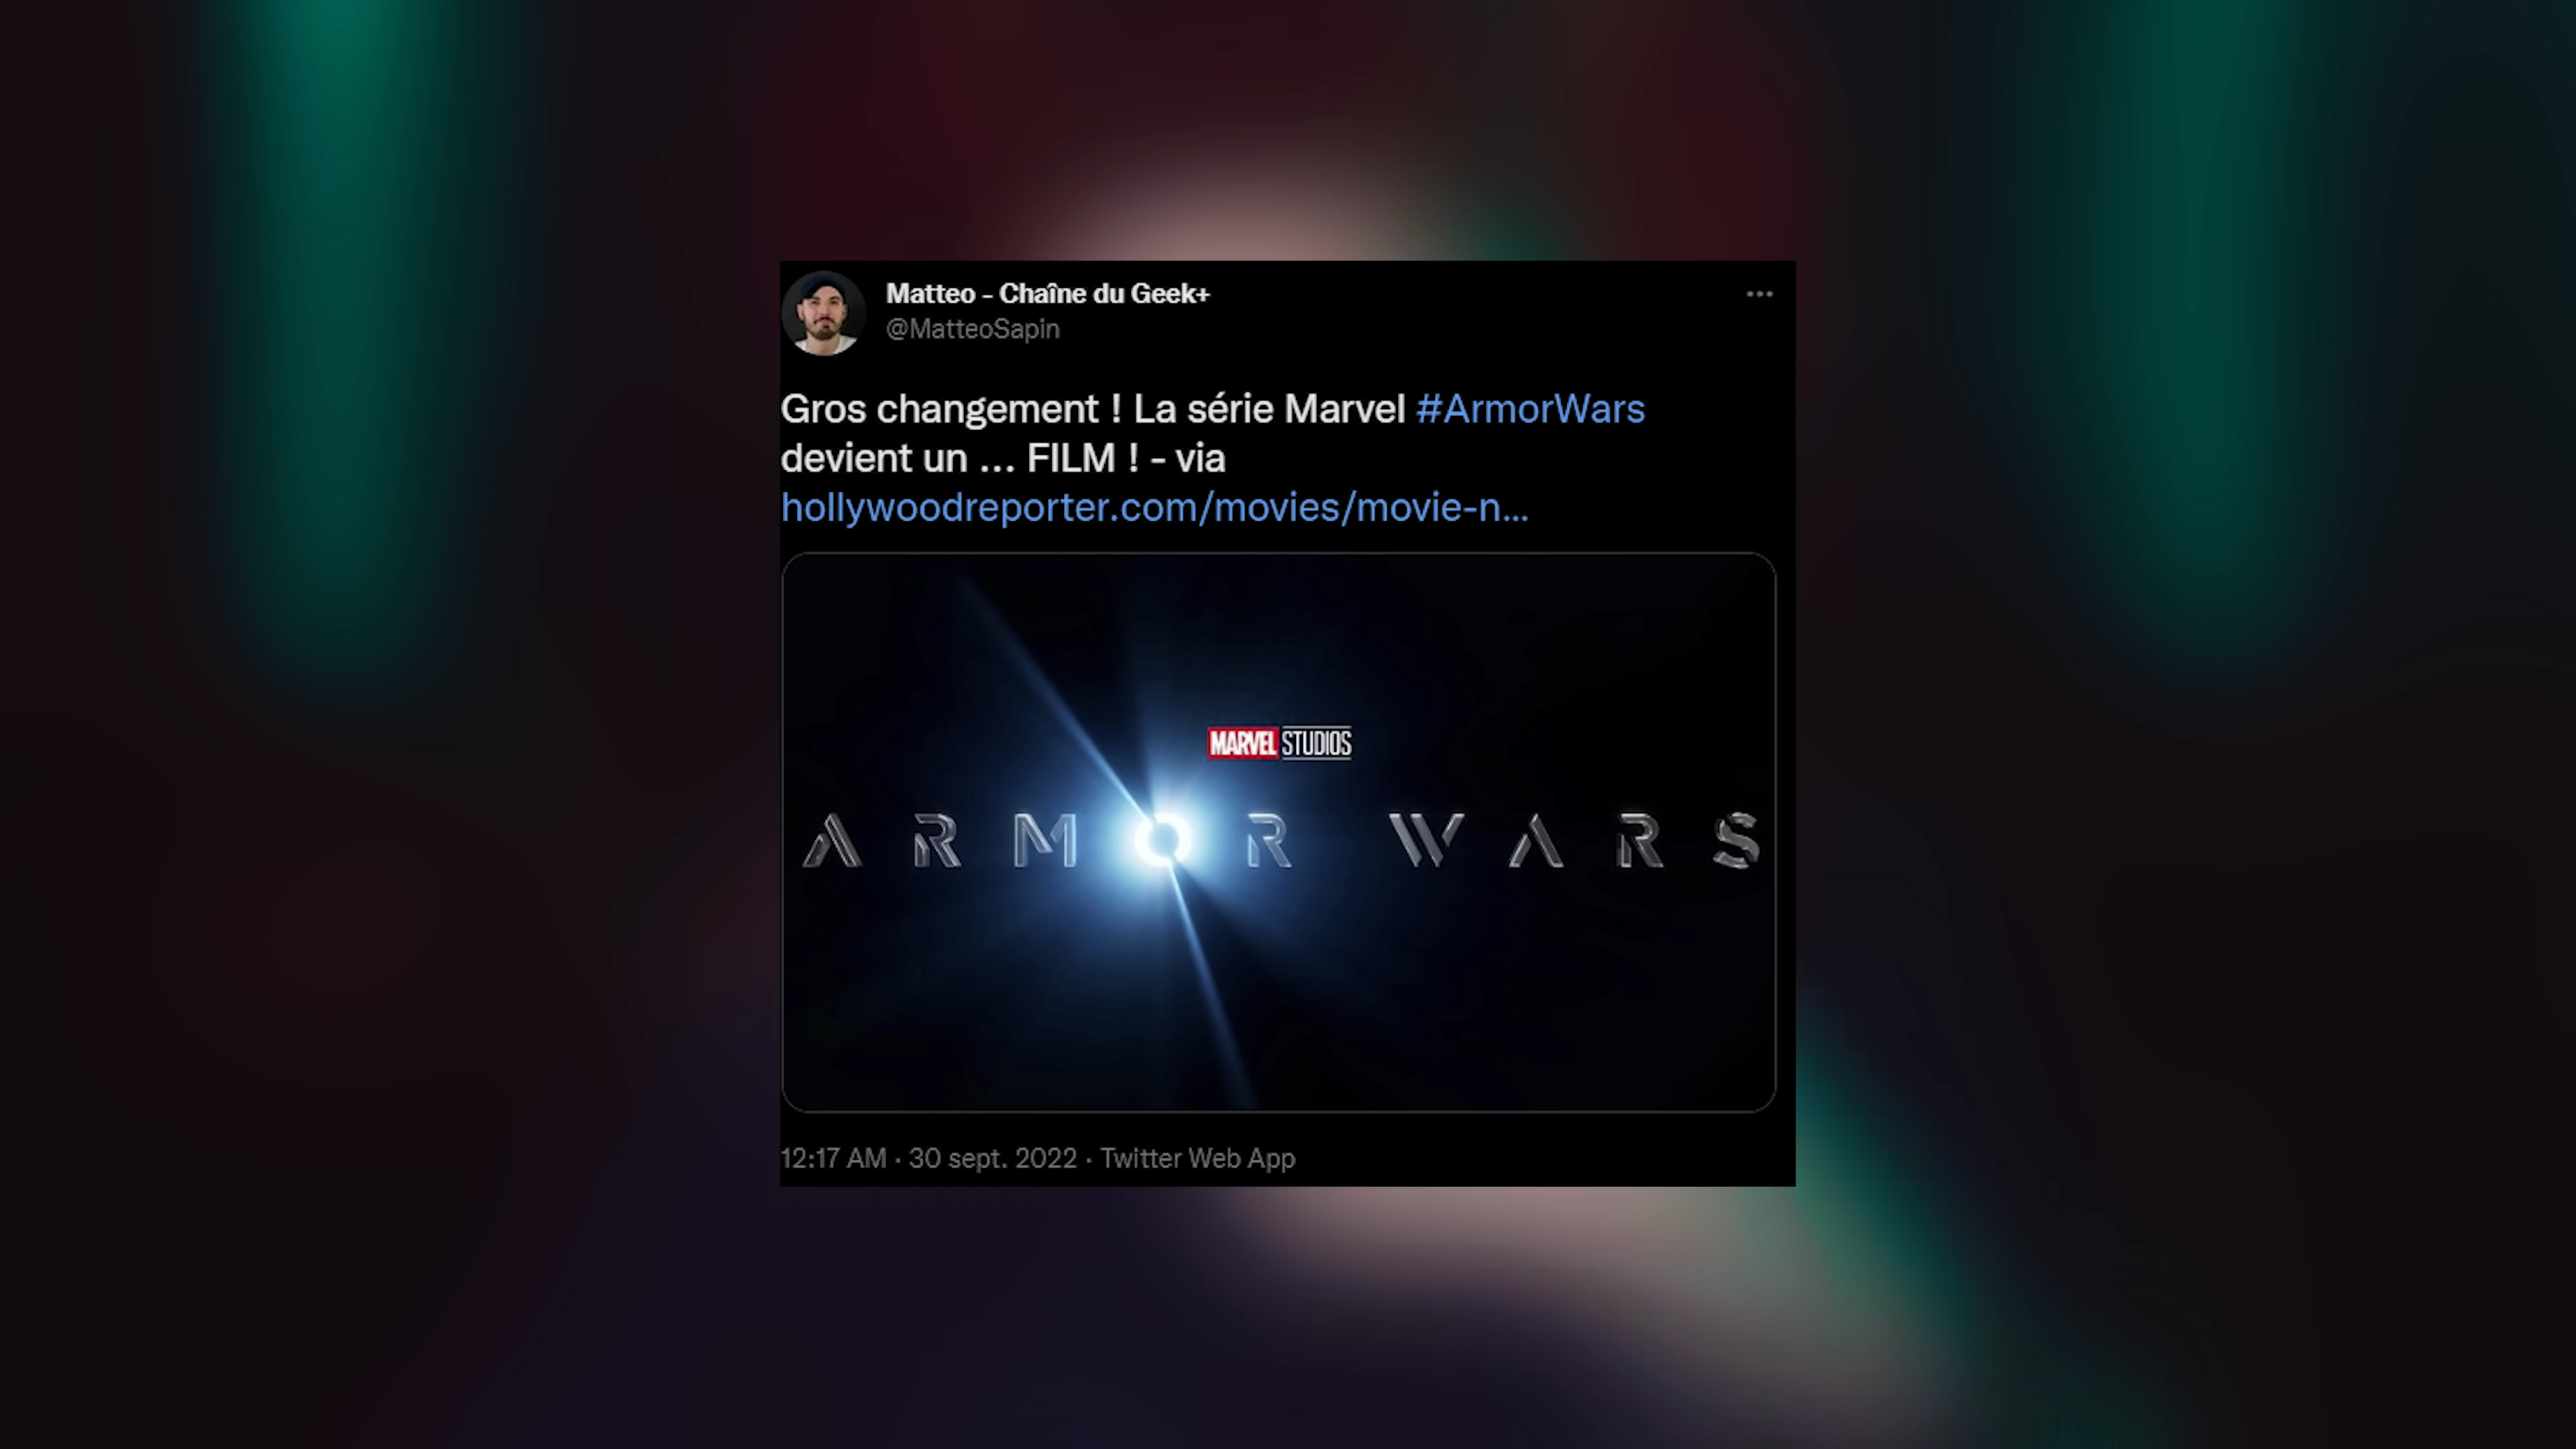 Matteo - Chaîne du Geek+
@MatteoSapin
Gros changement ! La série Marvel #ArmorWars
devient un ... FILM ! - via
hollywoodreporter.com/movies/movie-n...
MARVEL STUDIOS
ARMOR WARS
12:17 AM · 30 sept. 2022 · Twitter Web App